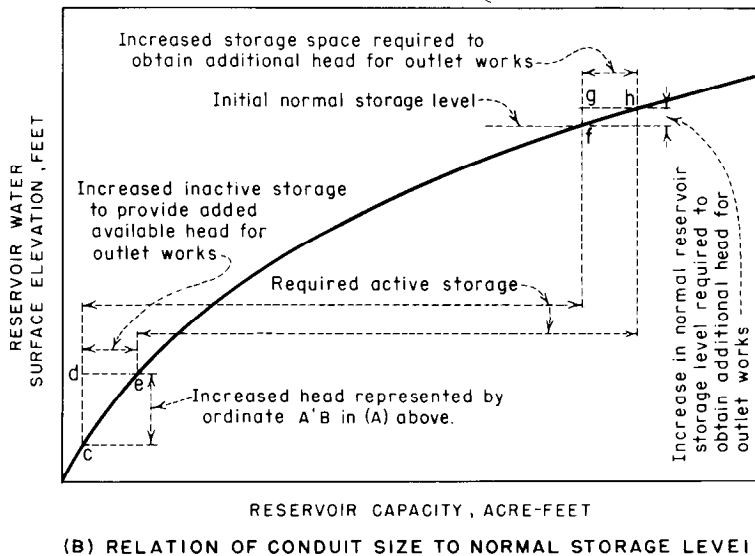 Increased storage space required to
obtain additional head for outlet works
g h
Initial normal storage level
f
Increased inactive storage
to provide added
available head for
outlet works
Required active storage
d
e
Increased head represented by
ordinate A'B in (A) above.
c
Increase in normal reservoir
storage level required to
obtain additional head for
outlet works
RESERVOIR WATER
SURFACE ELEVATION, FEET
RESERVOIR CAPACITY, ACRE-FEET
(B) RELATION OF CONDUIT SIZE TO NORMAL STORAGE LEVEL